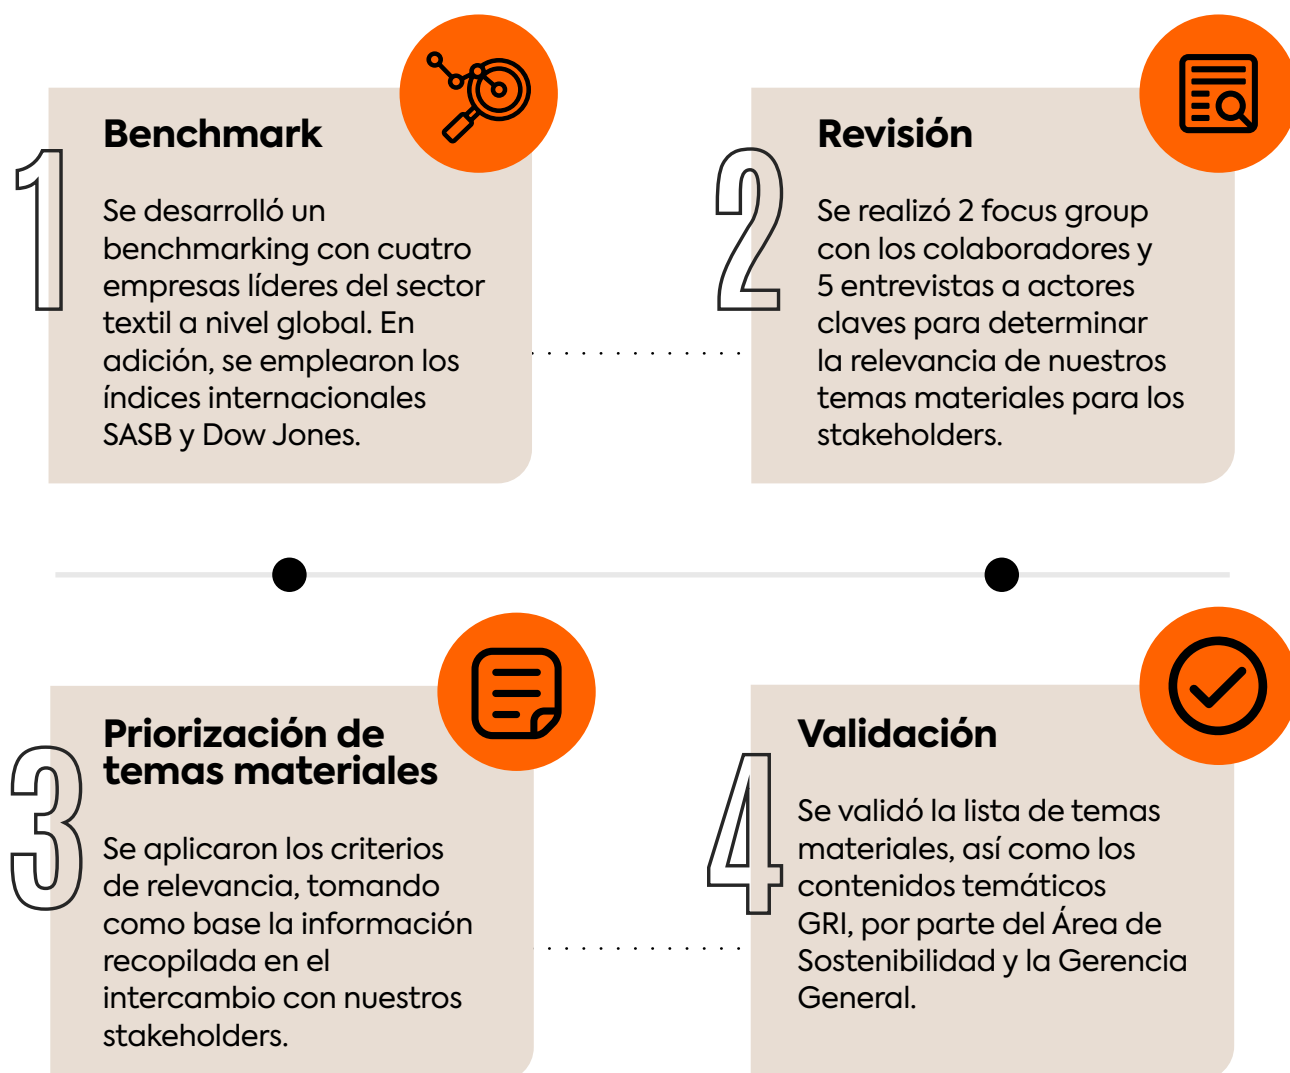 1
Benchmark
Se desarrolló un
benchmarking con cuatro
empresas líderes del sector
textil a nivel global. En
adición, se emplearon los
índices internacionales
SASB y Dow Jones.
2
Revisión
Se realizó 2 focus group
con los colaboradores y
5 entrevistas a actores
claves para determinar
la relevancia de nuestros
temas materiales para los
stakeholders.
3
Priorización de
temas materiales
Se aplicaron los criterios
de relevancia, tomando
como base la información
recopilada en el
intercambio con nuestros
stakeholders.
4
Validación
Se validó la lista de temas
materiales, así como los
contenidos temáticos
GRI, por parte del Área de
Sostenibilidad y la Gerencia
General.